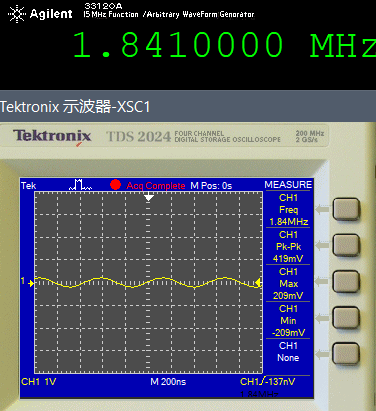 Agilent 33120A
15 MHz Function / Arbitrary WaveForm Generator
1.8410000 MHz
Tektronix 示波器-XSC1
Tektronix TDS 2024 FOUR CHANNEL DIGITAL STORAGE OSCILLOSCOPE 200 MHz 2 GS/s
Tek Acq Complete M Pos: 0s MEASURE
CH1
Freq
1.84MHz
CH1
Pk-Pk
419mV
CH1
Max
209mV
CH1
Min
-209mV
CH1
None
1
CH1 1V M 200ns CH1 -137nV